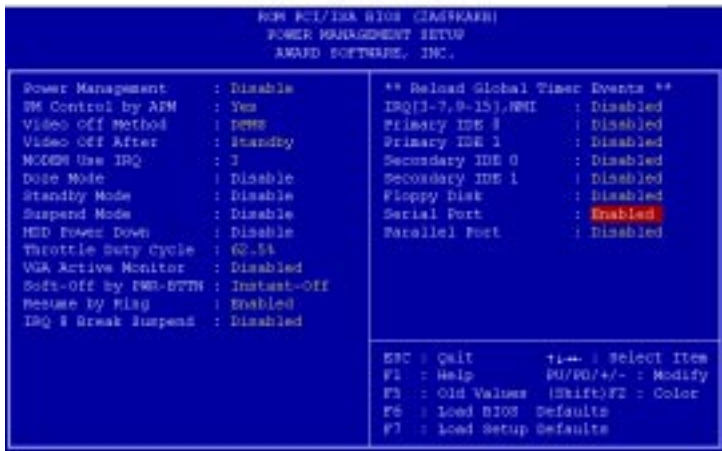 ROM PCI/ISA BIOS (2A69KAKB)
POWER MANAGEMENT SETUP
AWARD SOFTWARE, INC.
Power Management : Disable
PM Control by APM : Yes
Video Off Method : DPMS
Video Off After : Standby
MODEM Use IRQ : 3
Doze Mode : Disable
Standby Mode : Disable
Suspend Mode : Disable
HDD Power Down : Disable
Throttle Duty Cycle : 62.5%
VGA Active Monitor : Disabled
Soft-Off by PWR-BTTN : Instant-Off
Resume by Ring : Enabled
IRQ 8 Break Suspend : Disabled
** Reload Global Timer Events **
IRQ[3-7,9-15],NMI : Disabled
Primary IDE 0 : Disabled
Primary IDE 1 : Disabled
Secondary IDE 0 : Disabled
Secondary IDE 1 : Disabled
Floppy Disk : Disabled
Serial Port : Enabled
Parallel Port : Disabled
ESC : Quit ↑↓→← : Select Item
F1 : Help PU/PD/+/- : Modify
F5 : Old Values (Shift)F2 : Color
F6 : Load BIOS Defaults
F7 : Load Setup Defaults